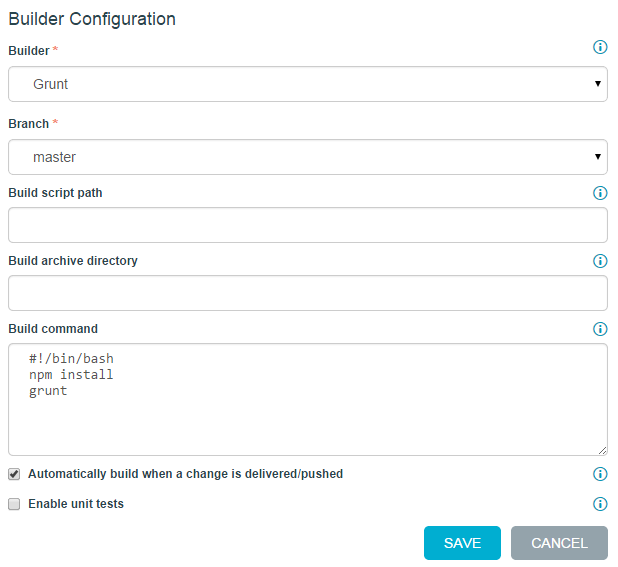 Builder Configuration
Builder *
Grunt
Branch *
master
Build script path
Build archive directory
Build command
#!/bin/bash
npm install
grunt
Automatically build when a change is delivered/pushed
Enable unit tests
SAVE CANCEL